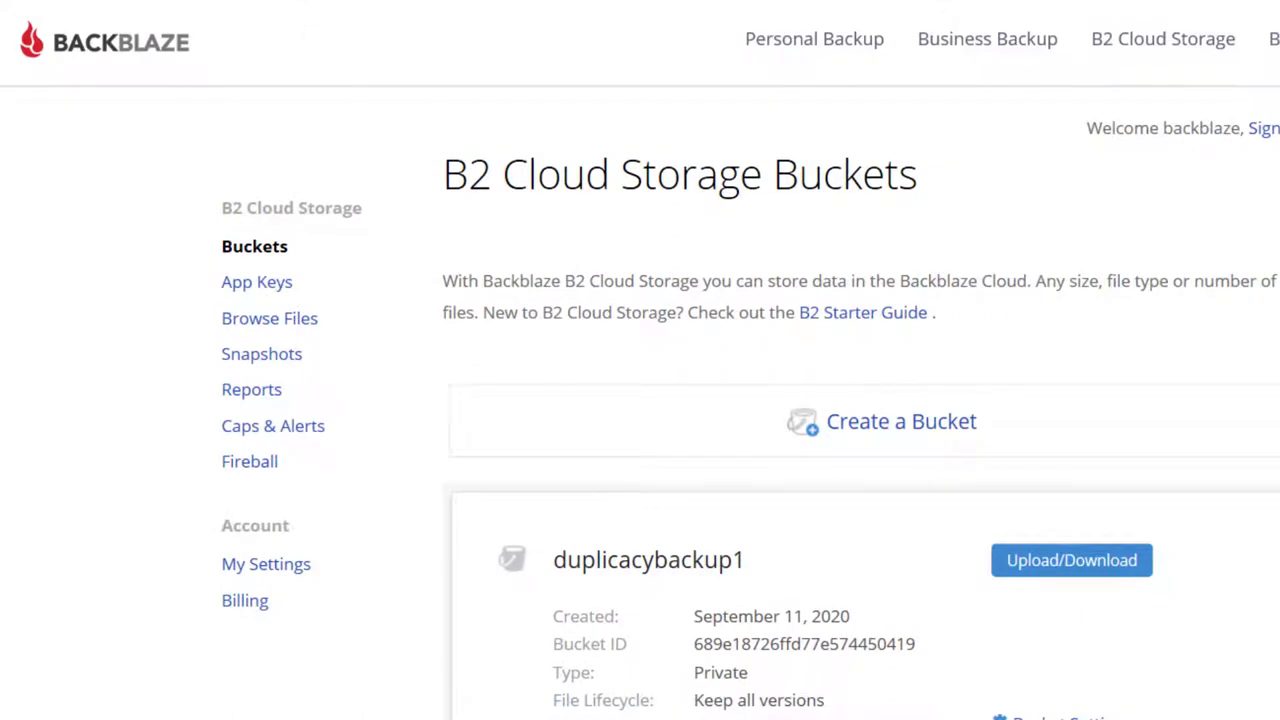 BACKBLAZE
Personal Backup
Business Backup
B2 Cloud Storage
B
Welcome backblaze, Sign
B2 Cloud Storage Buckets
B2 Cloud Storage
Buckets
App Keys
Browse Files
Snapshots
Reports
Caps & Alerts
Fireball
Account
My Settings
Billing
With Backblaze B2 Cloud Storage you can store data in the Backblaze Cloud. Any size, file type or number of
files. New to B2 Cloud Storage? Check out the B2 Starter Guide .
Create a Bucket
duplicacybackup1
Upload/Download
Created: September 11, 2020
Bucket ID 689e18726ffd77e574450419
Type: Private
File Lifecycle: Keep all versions